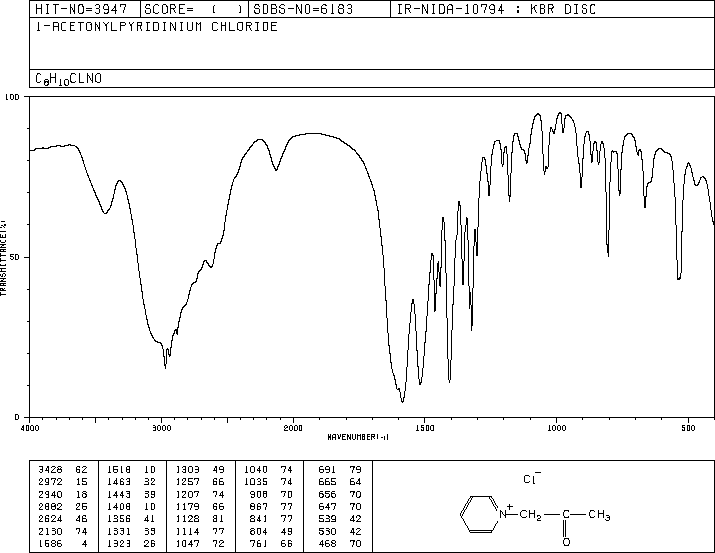 HIT-NO=3947 SCORE= ( ) SDBS-NO=6183 IR-NIDA-10794 : KBR DISC
1-ACETONYLPYRIDINIUM CHLORIDE
C8H10CLNO
100
50
0
TRANSMITTANCE(%)
4000 3000 2000 1500 1000 500
WAVENUMBER(-1)
3428 62 1518 10 1303 49 1040 74 691 79
2972 15 1463 32 1257 66 1035 74 665 64
2940 18 1443 39 1207 74 908 70 656 70
2882 25 1408 10 1179 66 867 77 647 70
2624 46 1356 41 1128 81 841 77 539 42
2130 74 1331 39 1114 77 804 49 530 42
1586 4 1323 26 1047 72 761 66 468 70
Cl−
N+ CH2 C CH3
O